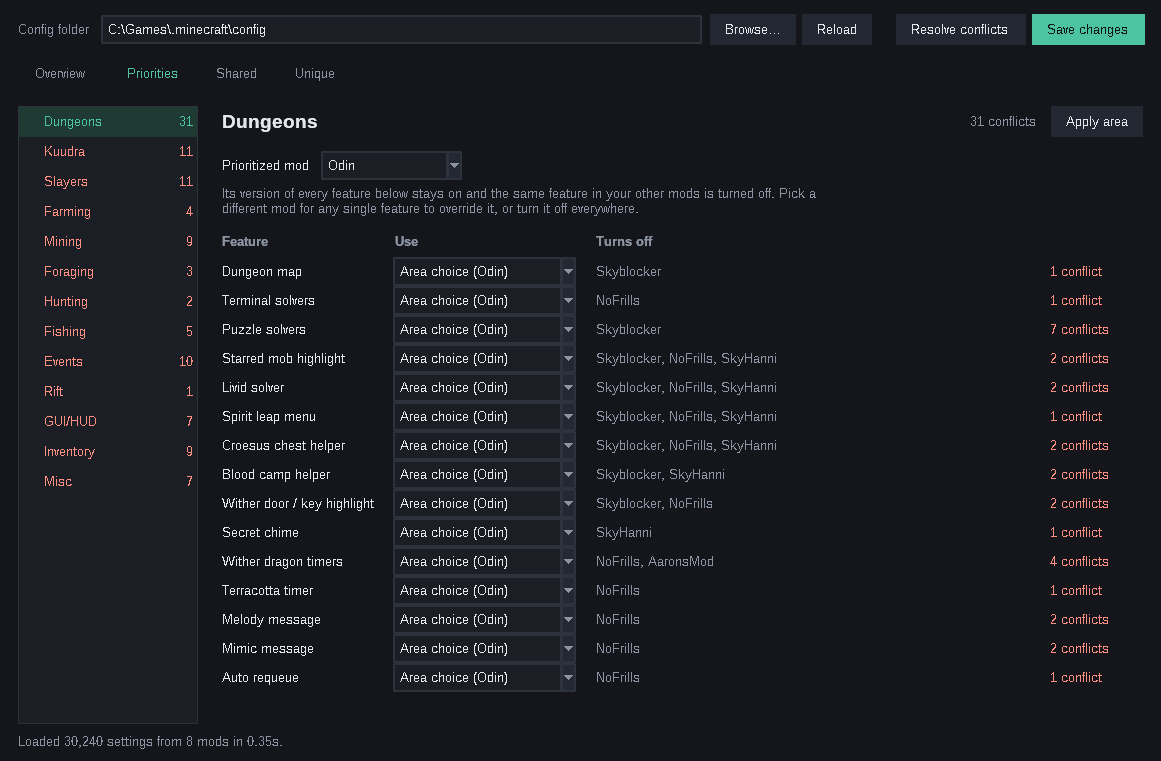 Config folder C:\Games\.minecraft\config Browse... Reload Resolve conflicts Save changes
Overview Priorities Shared Unique
Dungeons 31
Kuudra 11
Slayers 11
Farming 4
Mining 9
Foraging 3
Hunting 2
Fishing 5
Events 10
Rift 1
GUI/HUD 7
Inventory 9
Misc 7
Dungeons 31 conflicts Apply area
Prioritized mod Odin
Its version of every feature below stays on and the same feature in your other mods is turned off. Pick a
different mod for any single feature to override it, or turn it off everywhere.
Feature Use Turns off
Dungeon map Area choice (Odin) Skyblocker 1 conflict
Terminal solvers Area choice (Odin) NoFrills 1 conflict
Puzzle solvers Area choice (Odin) Skyblocker 7 conflicts
Starred mob highlight Area choice (Odin) Skyblocker, NoFrills, SkyHanni 2 conflicts
Livid solver Area choice (Odin) Skyblocker, NoFrills, SkyHanni 2 conflicts
Spirit leap menu Area choice (Odin) Skyblocker, NoFrills, SkyHanni 1 conflict
Croesus chest helper Area choice (Odin) Skyblocker, NoFrills, SkyHanni 2 conflicts
Blood camp helper Area choice (Odin) Skyblocker, SkyHanni 2 conflicts
Wither door / key highlight Area choice (Odin) Skyblocker, NoFrills 2 conflicts
Secret chime Area choice (Odin) SkyHanni 1 conflict
Wither dragon timers Area choice (Odin) NoFrills, AaronsMod 4 conflicts
Terracotta timer Area choice (Odin) NoFrills 1 conflict
Melody message Area choice (Odin) NoFrills 2 conflicts
Mimic message Area choice (Odin) NoFrills 2 conflicts
Auto requeue Area choice (Odin) NoFrills 1 conflict
Loaded 30,240 settings from 8 mods in 0.35s.